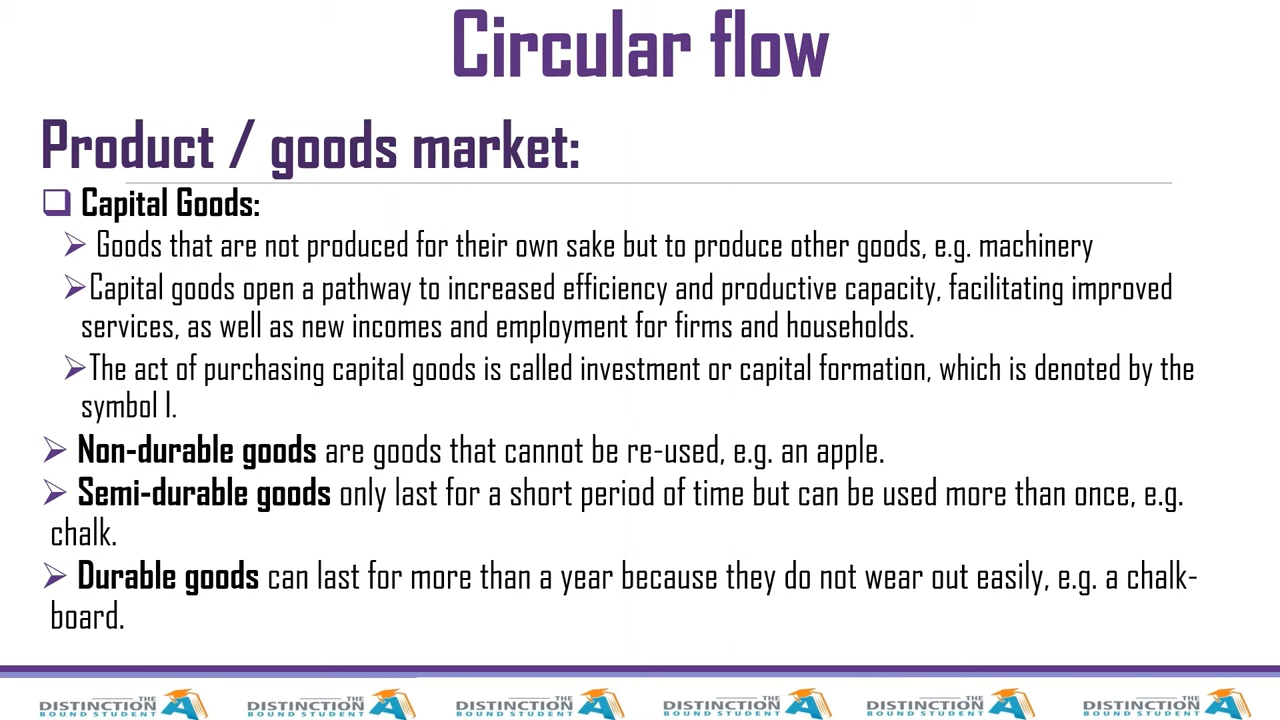 Circular flow
Product / goods market:
Capital Goods:
Goods that are not produced for their own sake but to produce other goods, e.g. machinery
Capital goods open a pathway to increased efficiency and productive capacity, facilitating improved
services, as well as new incomes and employment for firms and households.
The act of purchasing capital goods is called investment or capital formation, which is denoted by the
symbol I.
Non-durable goods are goods that cannot be re-used, e.g. an apple.
Semi-durable goods only last for a short period of time but can be used more than once, e.g.
chalk.
Durable goods can last for more than a year because they do not wear out easily, e.g. a chalk-
board.
THE DISTINCTION BOUND STUDENT THE DISTINCTION BOUND STUDENT THE DISTINCTION BOUND STUDENT THE DISTINCTION BOUND STUDENT THE DISTINCTION BOUND STUDENT THE DISTINCTION BOUND STUDENT